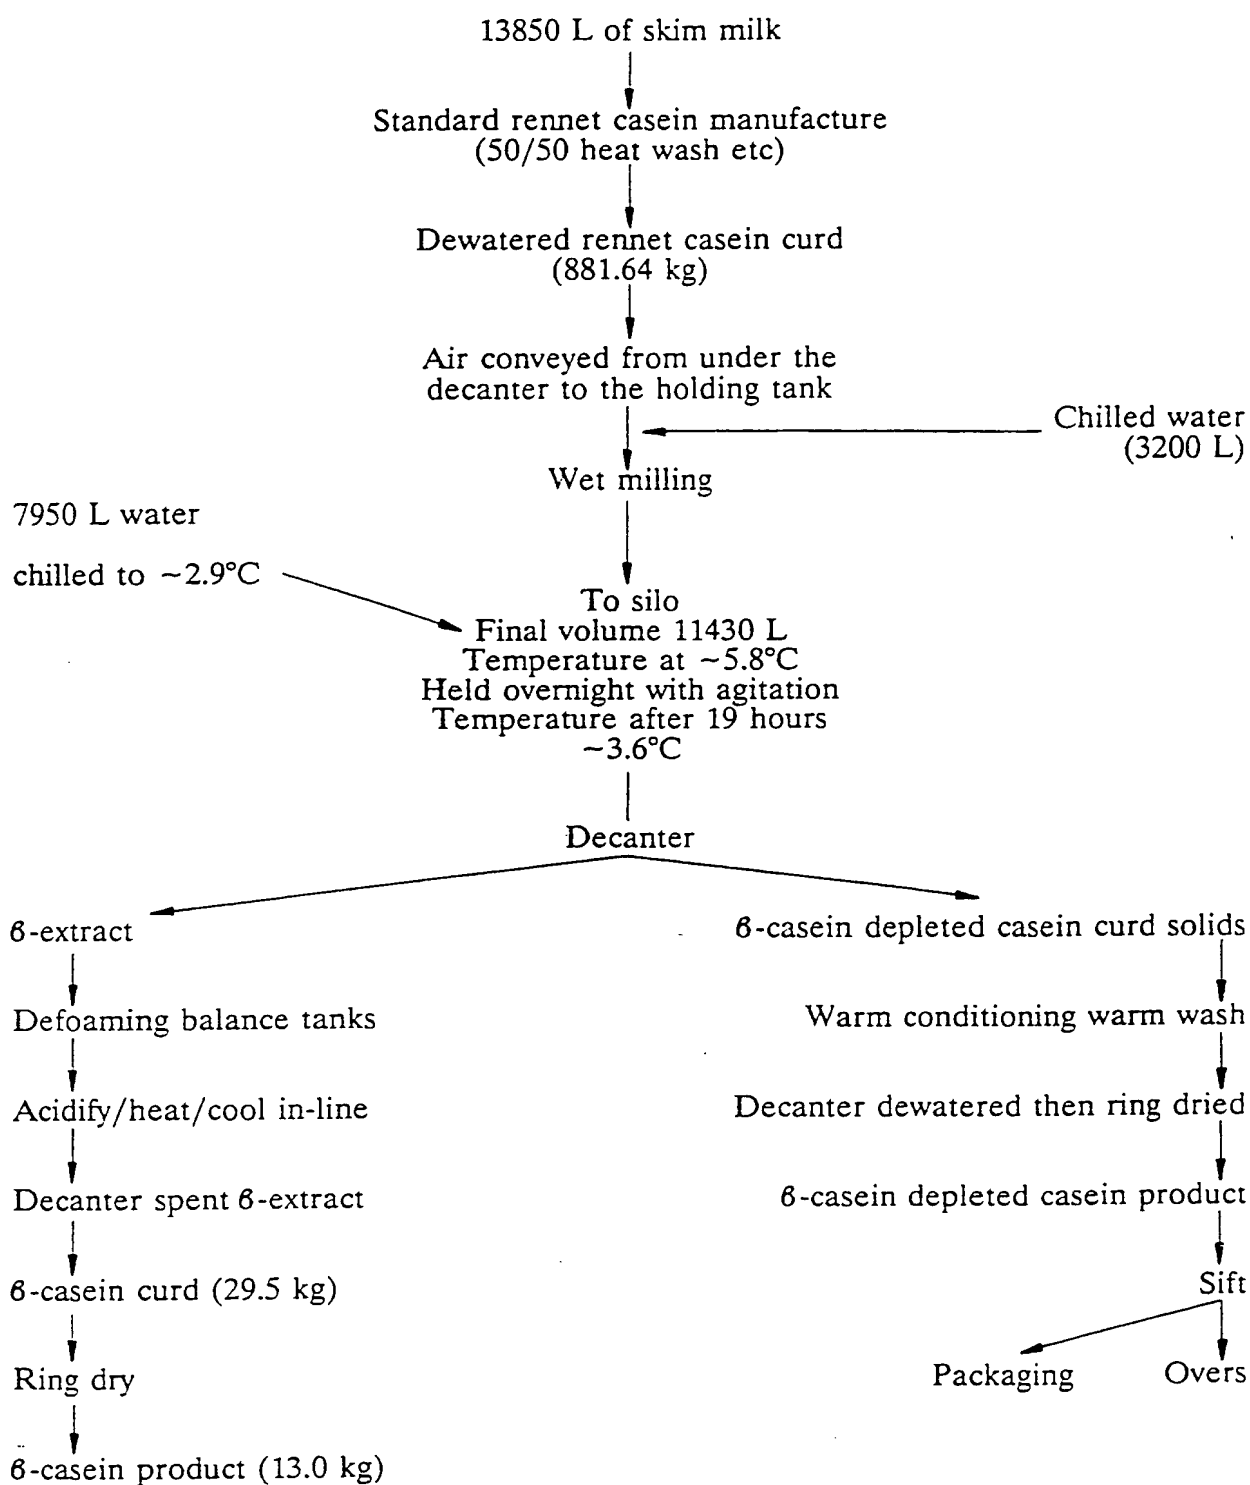 13850 L of skim milk
Standard rennet casein manufacture
(50/50 heat wash etc)
Dewatered rennet casein curd
(881.64 kg)
Air conveyed from under the
decanter to the holding tank
Chilled water
(3200 L)
Wet milling
7950 L water
chilled to ~2.9°C
To silo
Final volume 11430 L
Temperature at ~5.8°C
Held overnight with agitation
Temperature after 19 hours
~3.6°C
Decanter
ϐ-extract
Defoaming balance tanks
Acidify/heat/cool in-line
Decanter spent ϐ-extract
ϐ-casein curd (29.5 kg)
Ring dry
ϐ-casein product (13.0 kg)
ϐ-casein depleted casein curd solids
Warm conditioning warm wash
Decanter dewatered then ring dried
ϐ-casein depleted casein product
Sift
Packaging
Overs